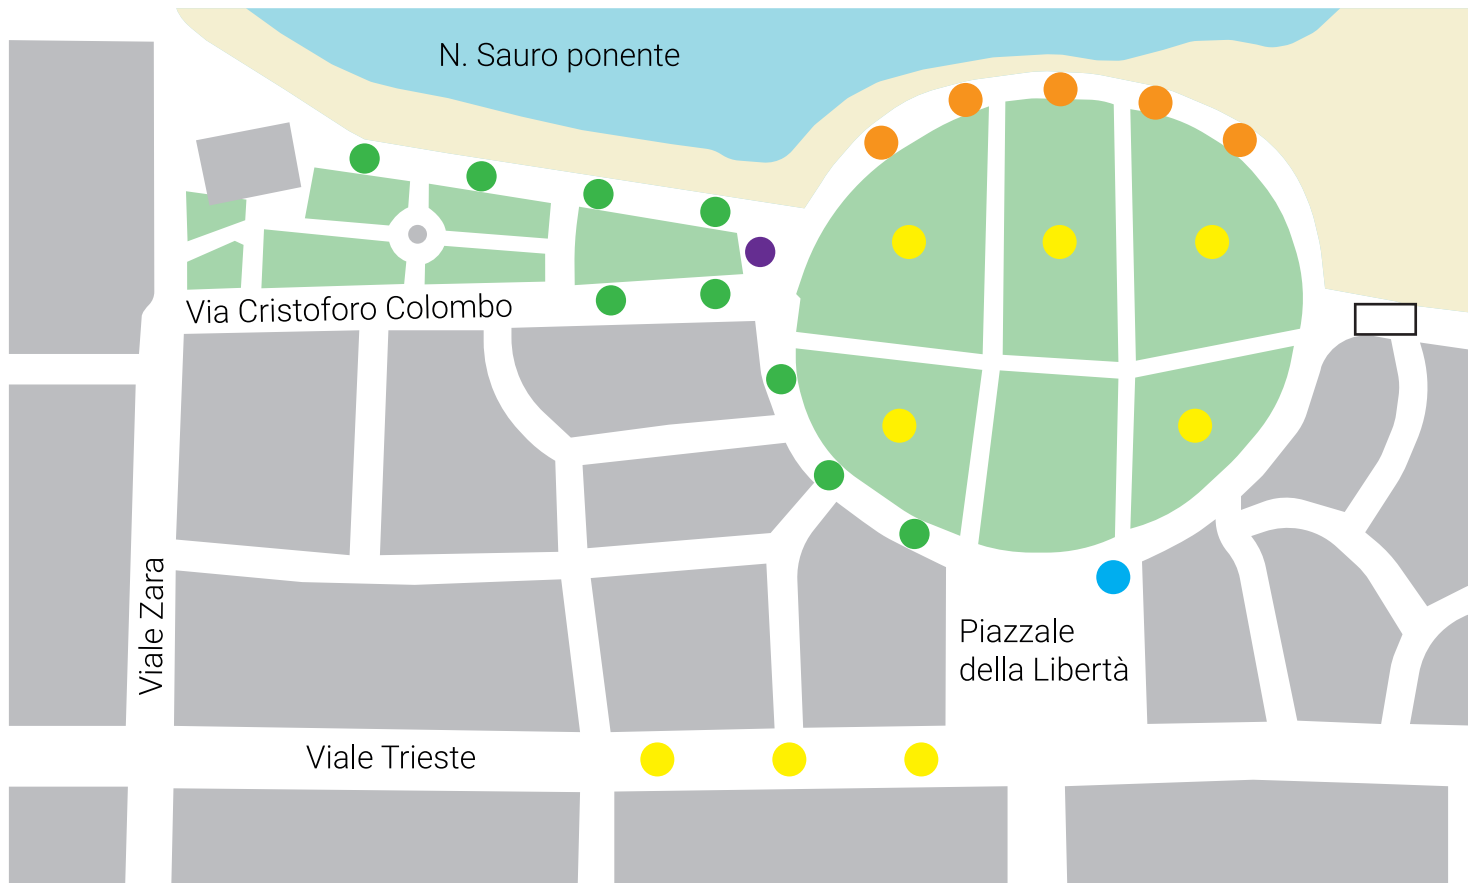 N. Sauro ponente
Via Cristoforo Colombo
Viale Zara
Piazzale
della Libertà
Viale Trieste